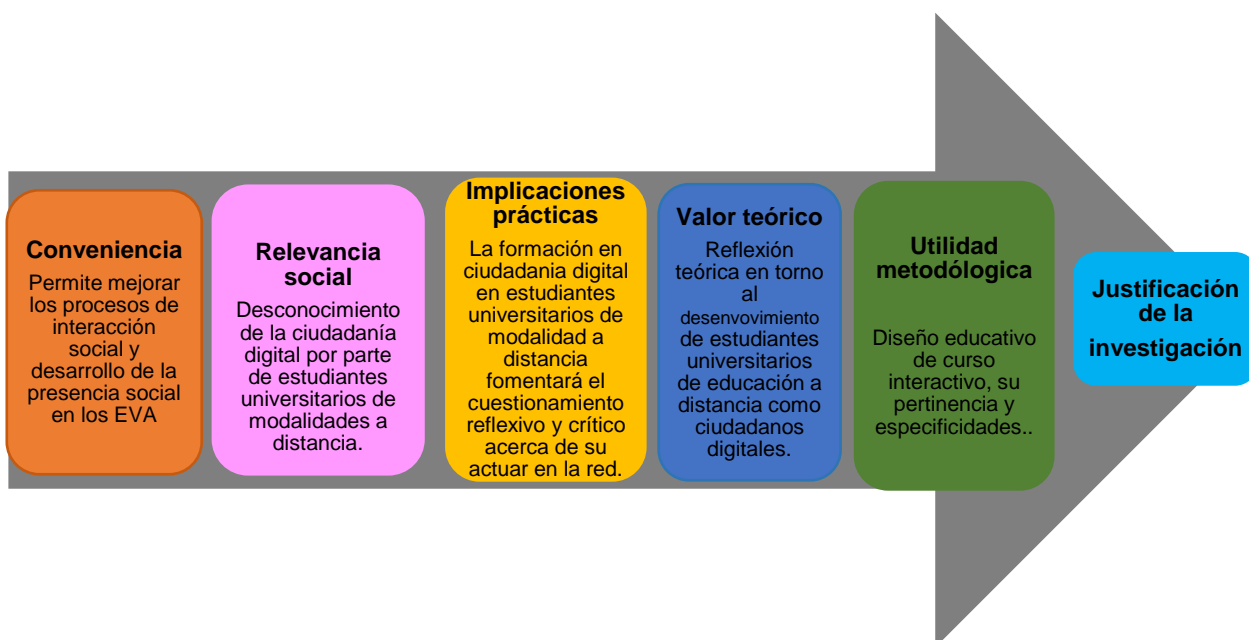 Conveniencia
Permite mejorar
los procesos de
interacción
social y
desarrollo de la
presencia social
en los EVA
Relevancia
social
Desconocimiento
de la ciudadanía
digital por parte
de estudiantes
universitarios de
modalidades a
distancia.
Implicaciones
prácticas
La formación en
ciudadania digital
en estudiantes
universitarios de
modalidad a
distancia
fomentará el
cuestionamiento
reflexivo y crítico
acerca de su
actuar en la red.
Valor teórico
Reflexión
teórica en torno
al
desenvovimiento
de estudiantes
universitarios
de educación a
distancia como
ciudadanos
digitales.
Utilidad
metodólogica
Diseño educativo
de curso
interactivo, su
pertinencia y
especificidades..
Justificación
de la
investigación